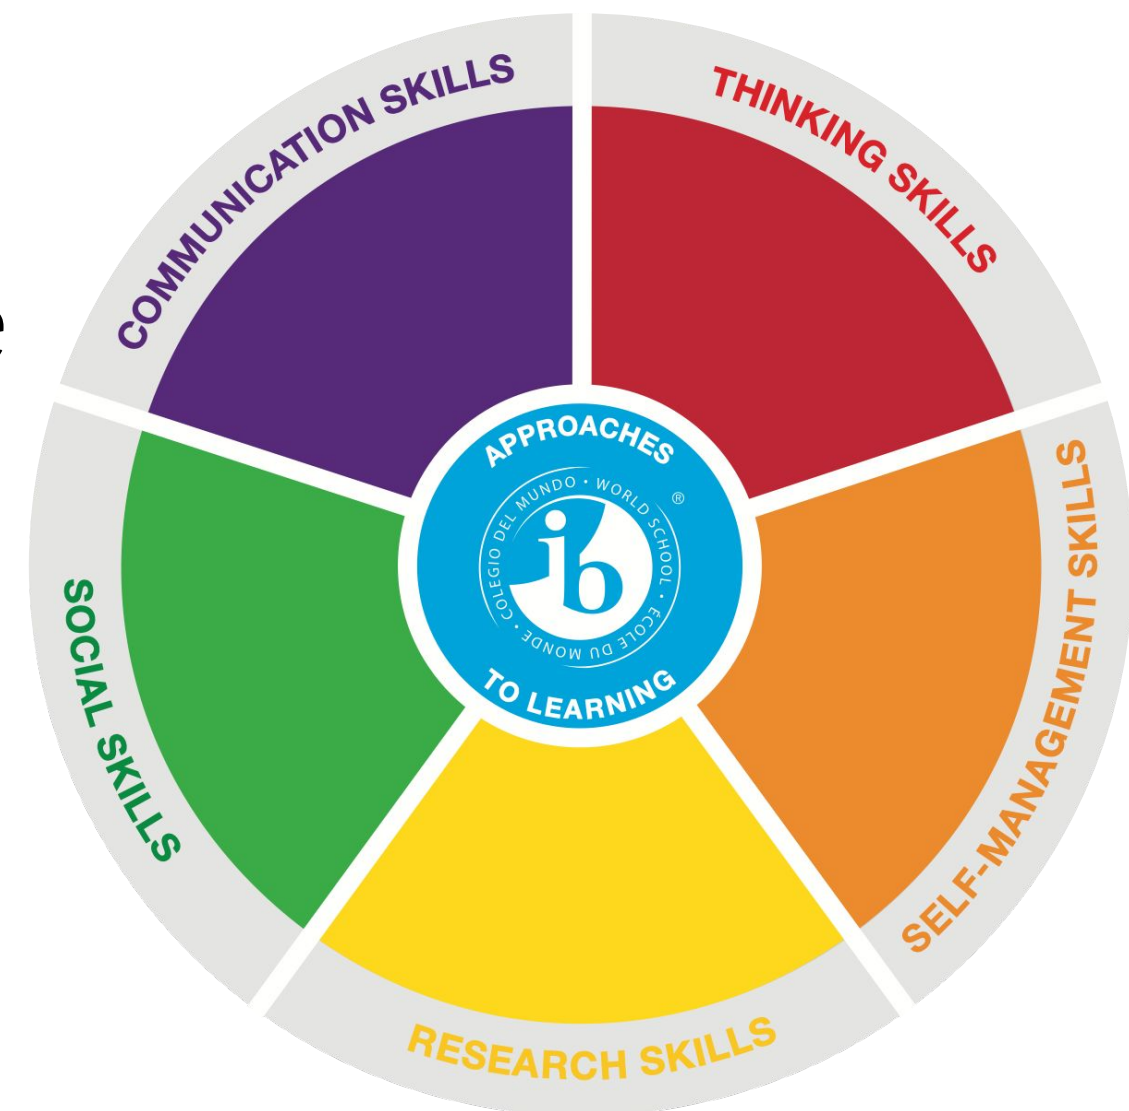 COMMUNICATION SKILLS
THINKING SKILLS
e
APPROACHES
COLEGIO DEL MUNDO • WORLD SCHOOL • ÉCOLE DU MONDE •
®
ib
TO LEARNING
SELF-MANAGEMENT SKILLS
SOCIAL SKILLS
RESEARCH SKILLS